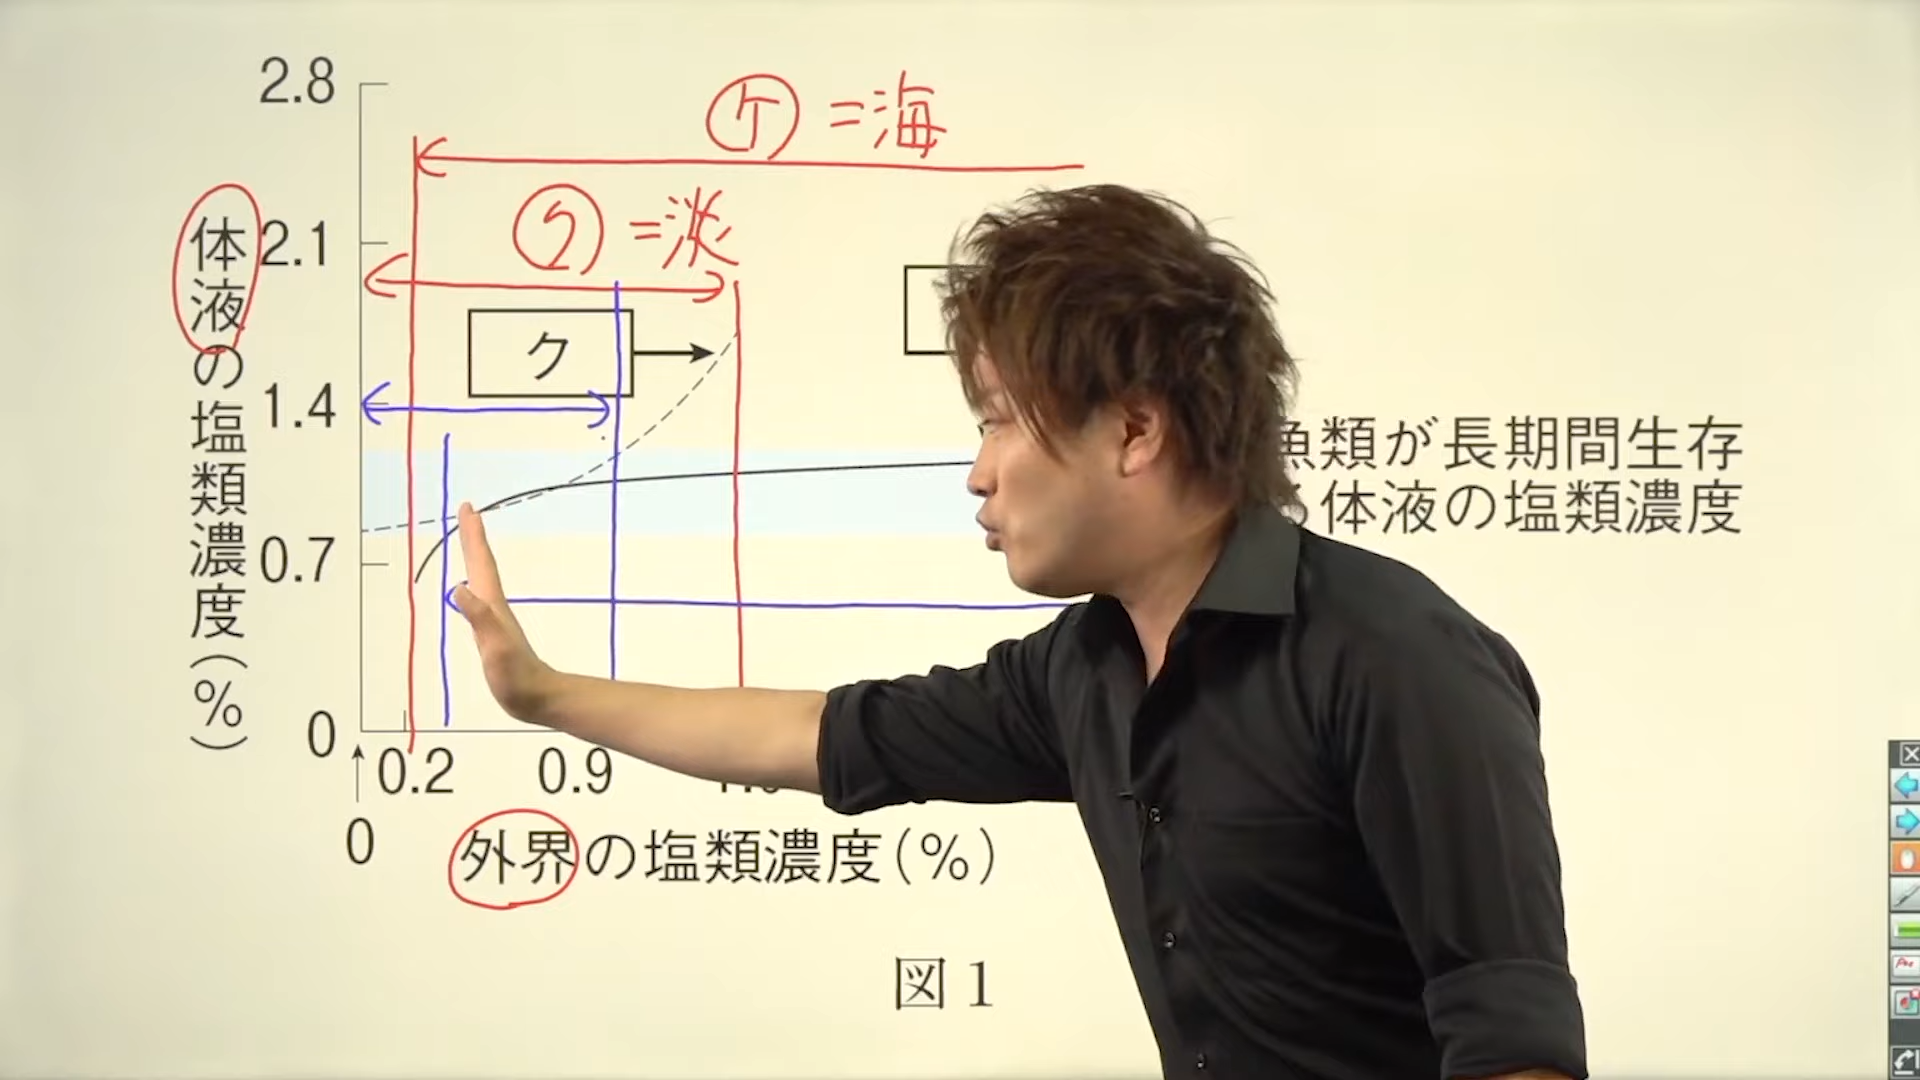 2.8
2.1
1.4
0.7
0
体液の塩類濃度(%)
ケ=海
ク=淡
ク
魚類が長期間生存
る体液の塩類濃度
0.2 0.9
0
外界の塩類濃度(%)
図1